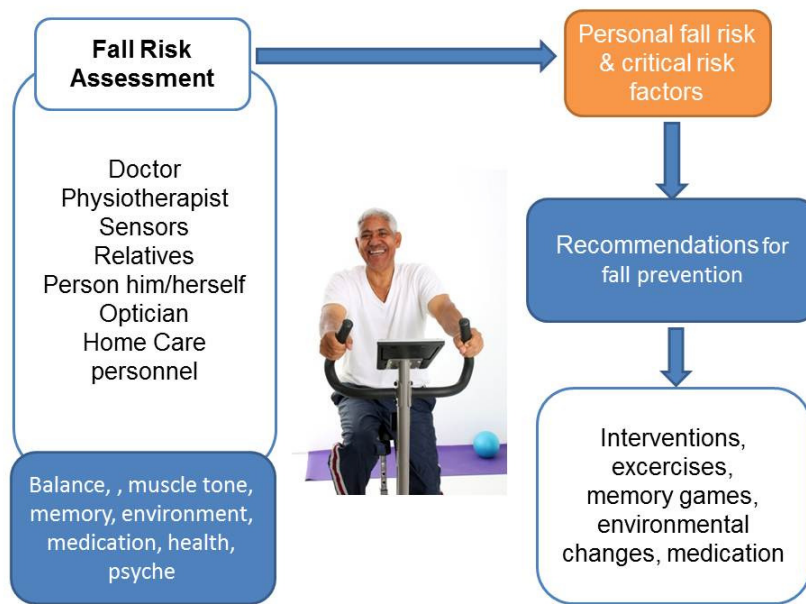 Fall Risk
Assessment
Doctor
Physiotherapist
Sensors
Relatives
Person him/herself
Optician
Home Care
personnel
Balance, , muscle tone,
memory, environment,
medication, health,
psyche
Personal fall risk
& critical risk
factors
Recommendations for
fall prevention
Interventions,
excercises,
memory games,
environmental
changes, medication